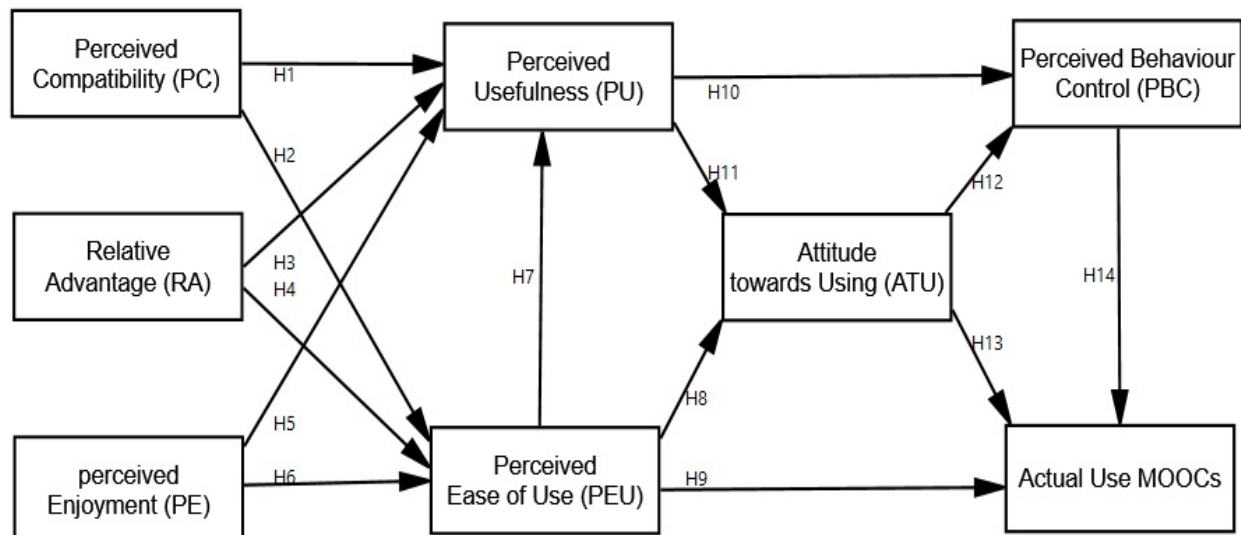 Perceived
Compatibility (PC)
H1
Perceived
Usefulness (PU)
H10
Perceived Behaviour
Control (PBC)
H2
H11
H12
Relative
Advantage (RA)
H3
H4
H7
Attitude
towards Using (ATU)
H14
H13
H5
H8
perceived
Enjoyment (PE)
H6
Perceived
Ease of Use (PEU)
H9
Actual Use MOOCs